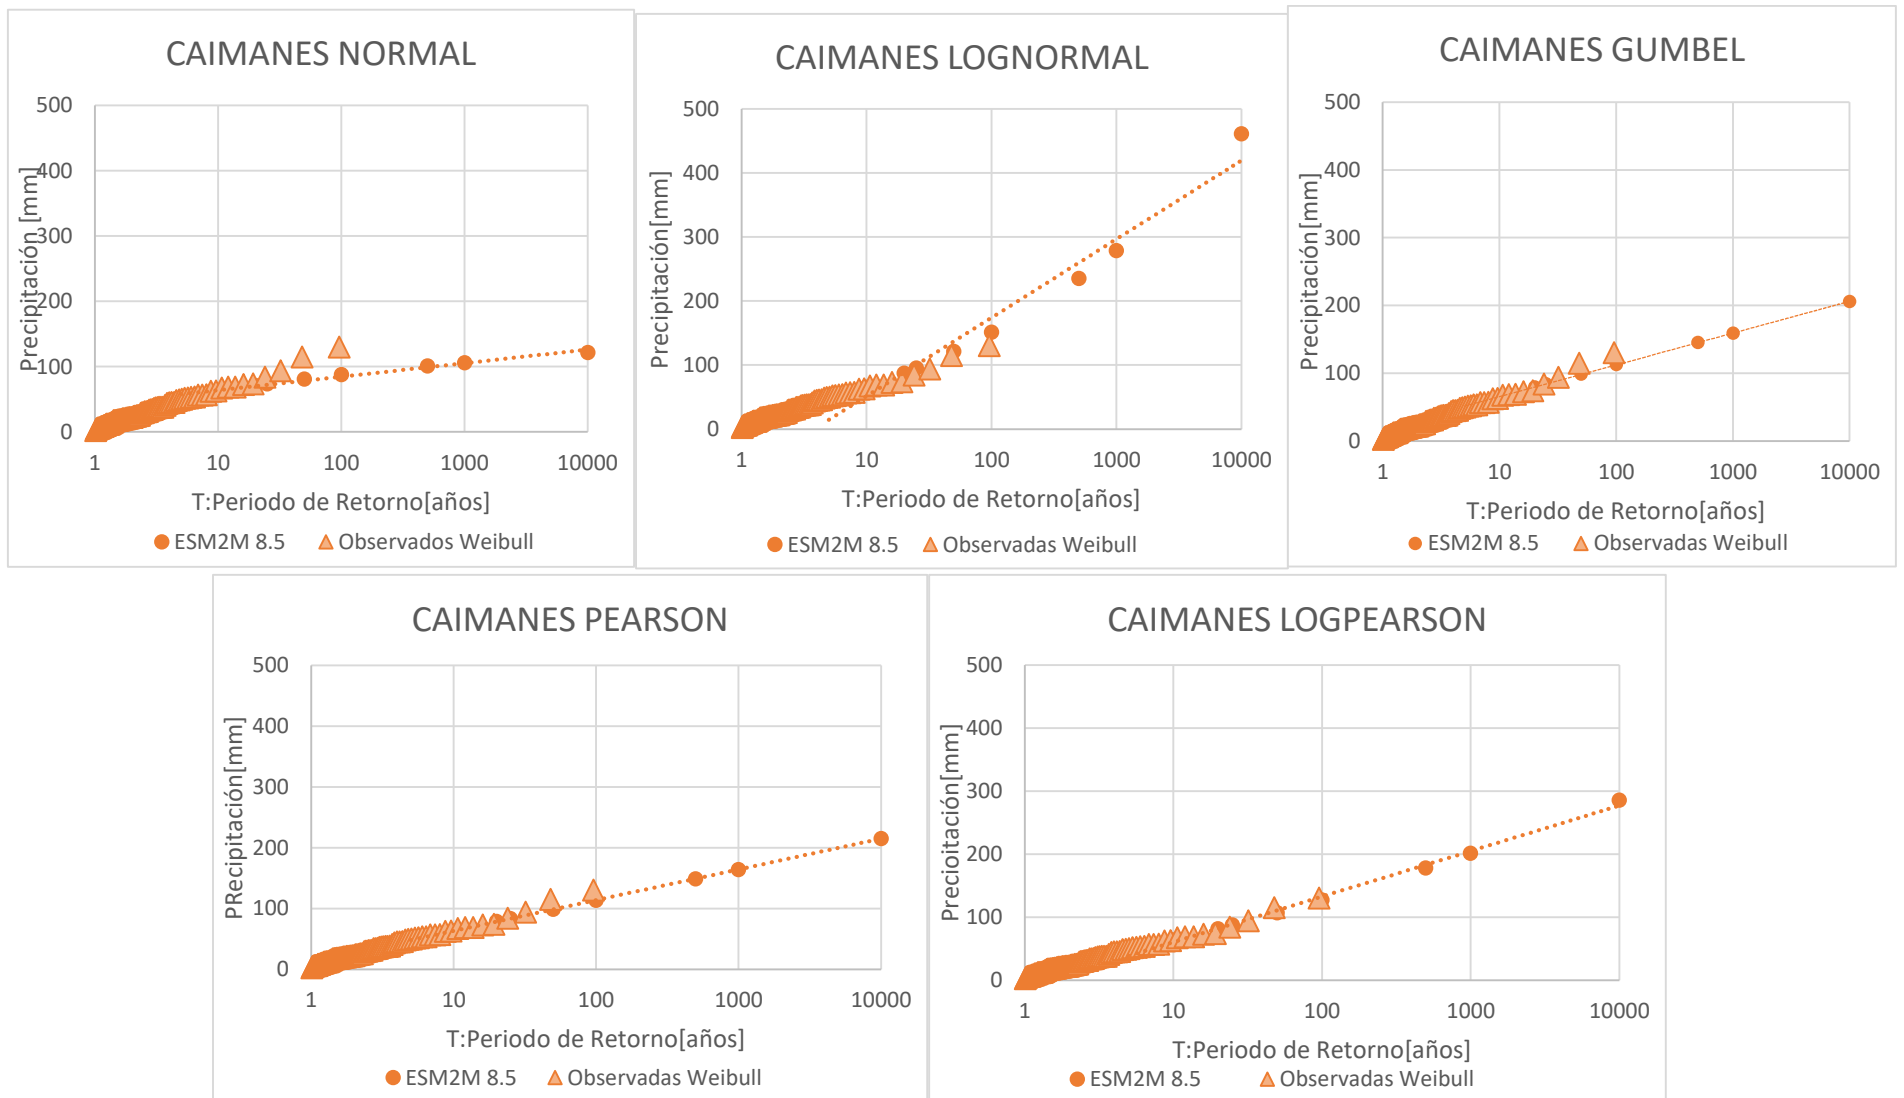 CAIMANES NORMAL
Precipitación [mm]
500
400
300
200
100
0
1 10 100 1000 10000
T:Periodo de Retorno[años]
ESM2M 8.5 Observados Weibull
CAIMANES LOGNORMAL
Precipitación[mm]
500
400
300
200
100
0
1 10 100 1000 10000
T:Periodo de Retorno[años]
ESM2M 8.5 Observadas Weibull
CAIMANES GUMBEL
Precipitación[mm]
500
400
300
200
100
0
1 10 100 1000 10000
T:Periodo de Retorno[años]
ESM2M 8.5 Observadas Weibull
CAIMANES PEARSON
PRecipitación[mm]
500
400
300
200
100
0
1 10 100 1000 10000
T:Periodo de Retorno[años]
ESM2M 8.5 Observadas Weibull
CAIMANES LOGPEARSON
Precioitación[mm]
500
400
300
200
100
0
1 10 100 1000 10000
T:Periodo de Retorno[años]
ESM2M 8.5 Observadas Weibull